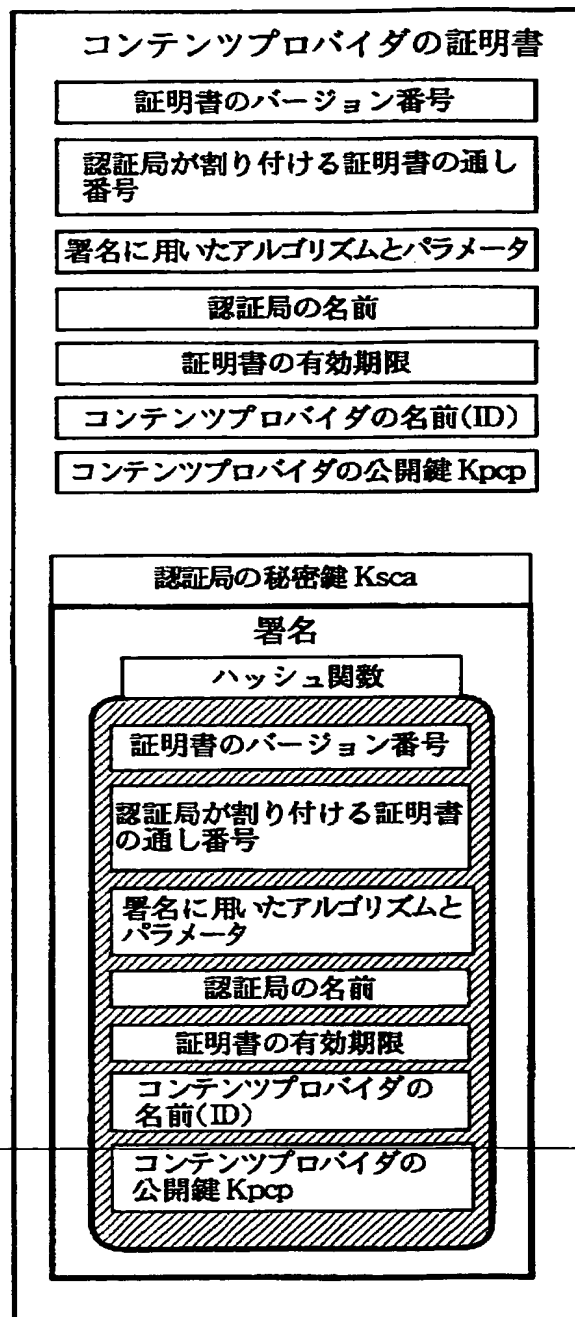 コンテンツプロバイダの証明書
証明書のバージョン番号
認証局が割り付ける証明書の通し
番号
署名に用いたアルゴリズムとパラメータ
認証局の名前
証明書の有効期限
コンテンツプロバイダの名前(ID)
コンテンツプロバイダの公開鍵 Kpcp
認証局の秘密鍵 Ksca
署名
ハッシュ関数
証明書のバージョン番号
認証局が割り付ける証明書
の通し番号
署名に用いたアルゴリズムと
パラメータ
認証局の名前
証明書の有効期限
コンテンツプロバイダの
名前(ID)
コンテンツプロバイダの
公開鍵 Kpcp